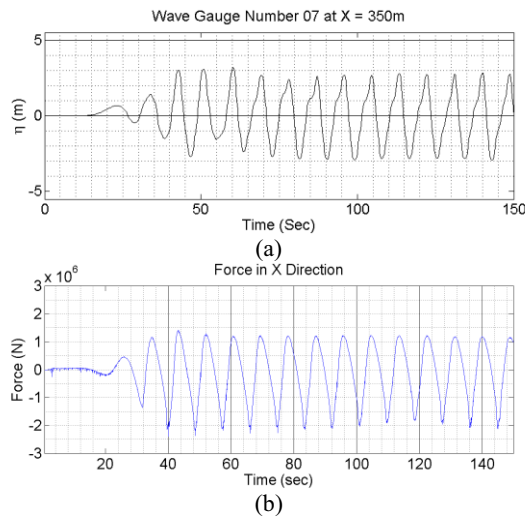 Wave Gauge Number 07 at X = 350m
5
0
-5
η (m)
0 50 100 150
Time (Sec)
(a)
Force in X Direction
x 10^6
3
2
1
0
-1
-2
-3
Force (N)
20 40 60 80 100 120 140
Time (sec)
(b)